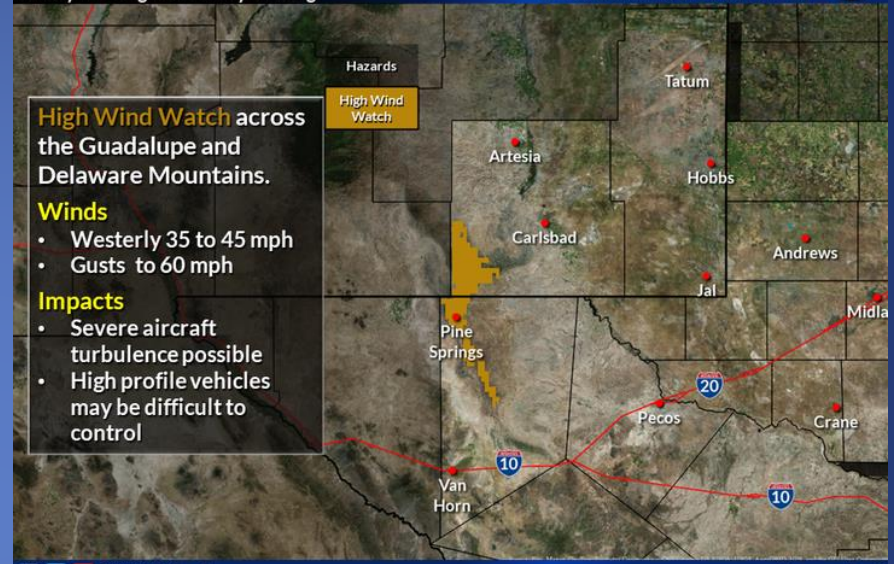 Hazards
High Wind
Watch
High Wind Watch across
the Guadalupe and
Delaware Mountains.
Winds
• Westerly 35 to 45 mph
• Gusts to 60 mph
Impacts
• Severe aircraft
turbulence possible
• High profile vehicles
may be difficult to
control
Tatum
Artesia
Hobbs
Carlsbad
Andrews
Jal
Midla
Pine
Springs
20
Pecos
Crane
10
Van
Horn
10